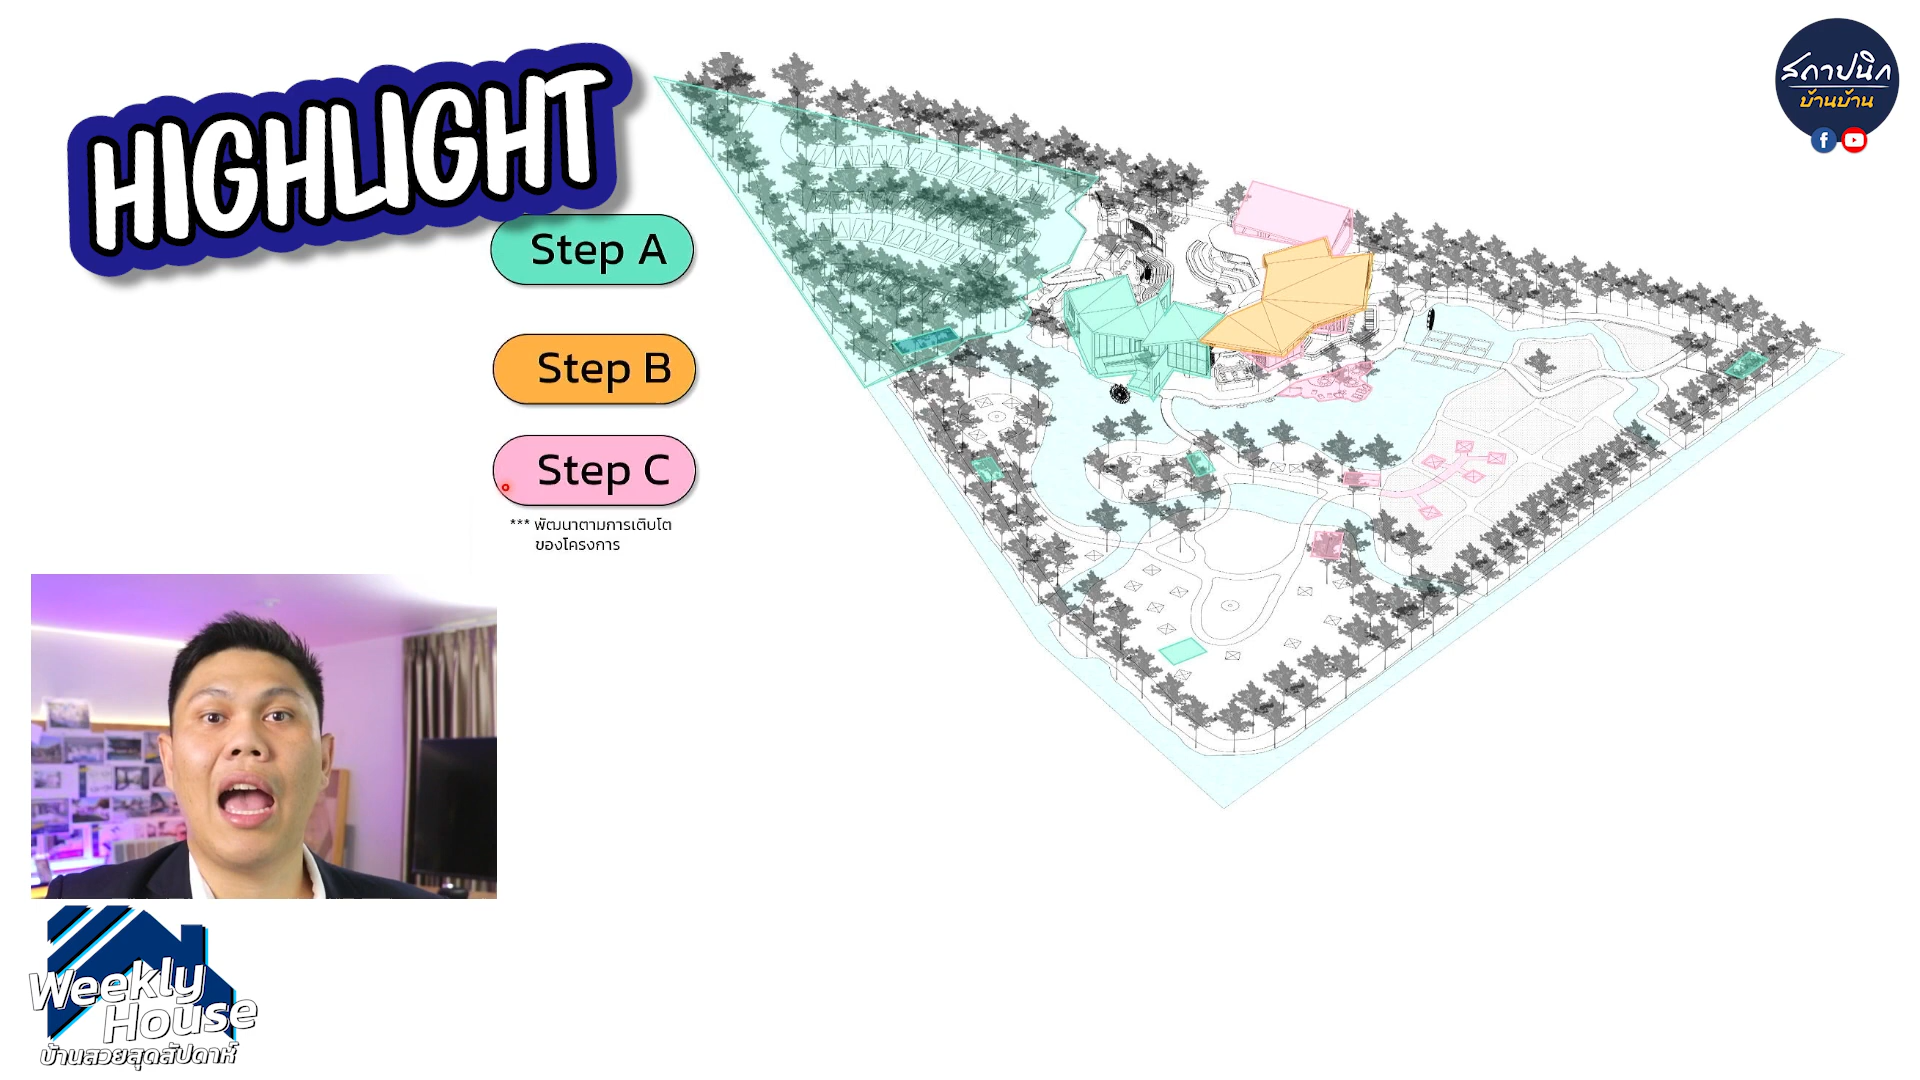 HIGHLIGHT
สถาปนิก
บ้านบ้าน
Step A
Step B
Step C
*** พัฒนาตามการเติบโต
ของโครงการ
Weekly
House
บ้านสวยสุดสัปดาห์